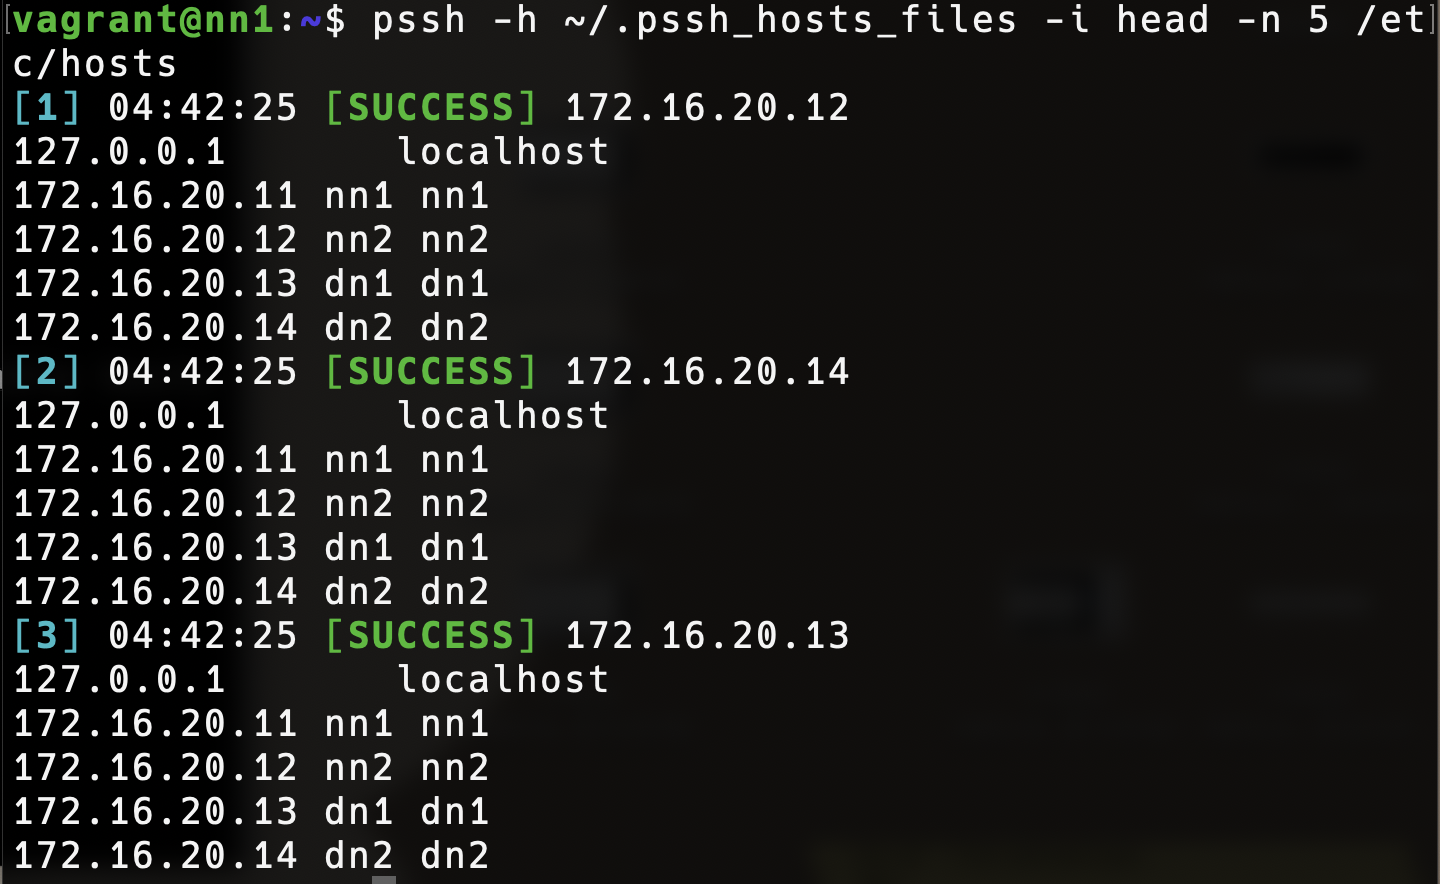 vagrant@nn1:~$ pssh -h ~/.pssh_hosts_files -i head -n 5 /et
c/hosts
[1] 04:42:25 [SUCCESS] 172.16.20.12
127.0.0.1       localhost
172.16.20.11 nn1 nn1
172.16.20.12 nn2 nn2
172.16.20.13 dn1 dn1
172.16.20.14 dn2 dn2
[2] 04:42:25 [SUCCESS] 172.16.20.14
127.0.0.1       localhost
172.16.20.11 nn1 nn1
172.16.20.12 nn2 nn2
172.16.20.13 dn1 dn1
172.16.20.14 dn2 dn2
[3] 04:42:25 [SUCCESS] 172.16.20.13
127.0.0.1       localhost
172.16.20.11 nn1 nn1
172.16.20.12 nn2 nn2
172.16.20.13 dn1 dn1
172.16.20.14 dn2 dn2